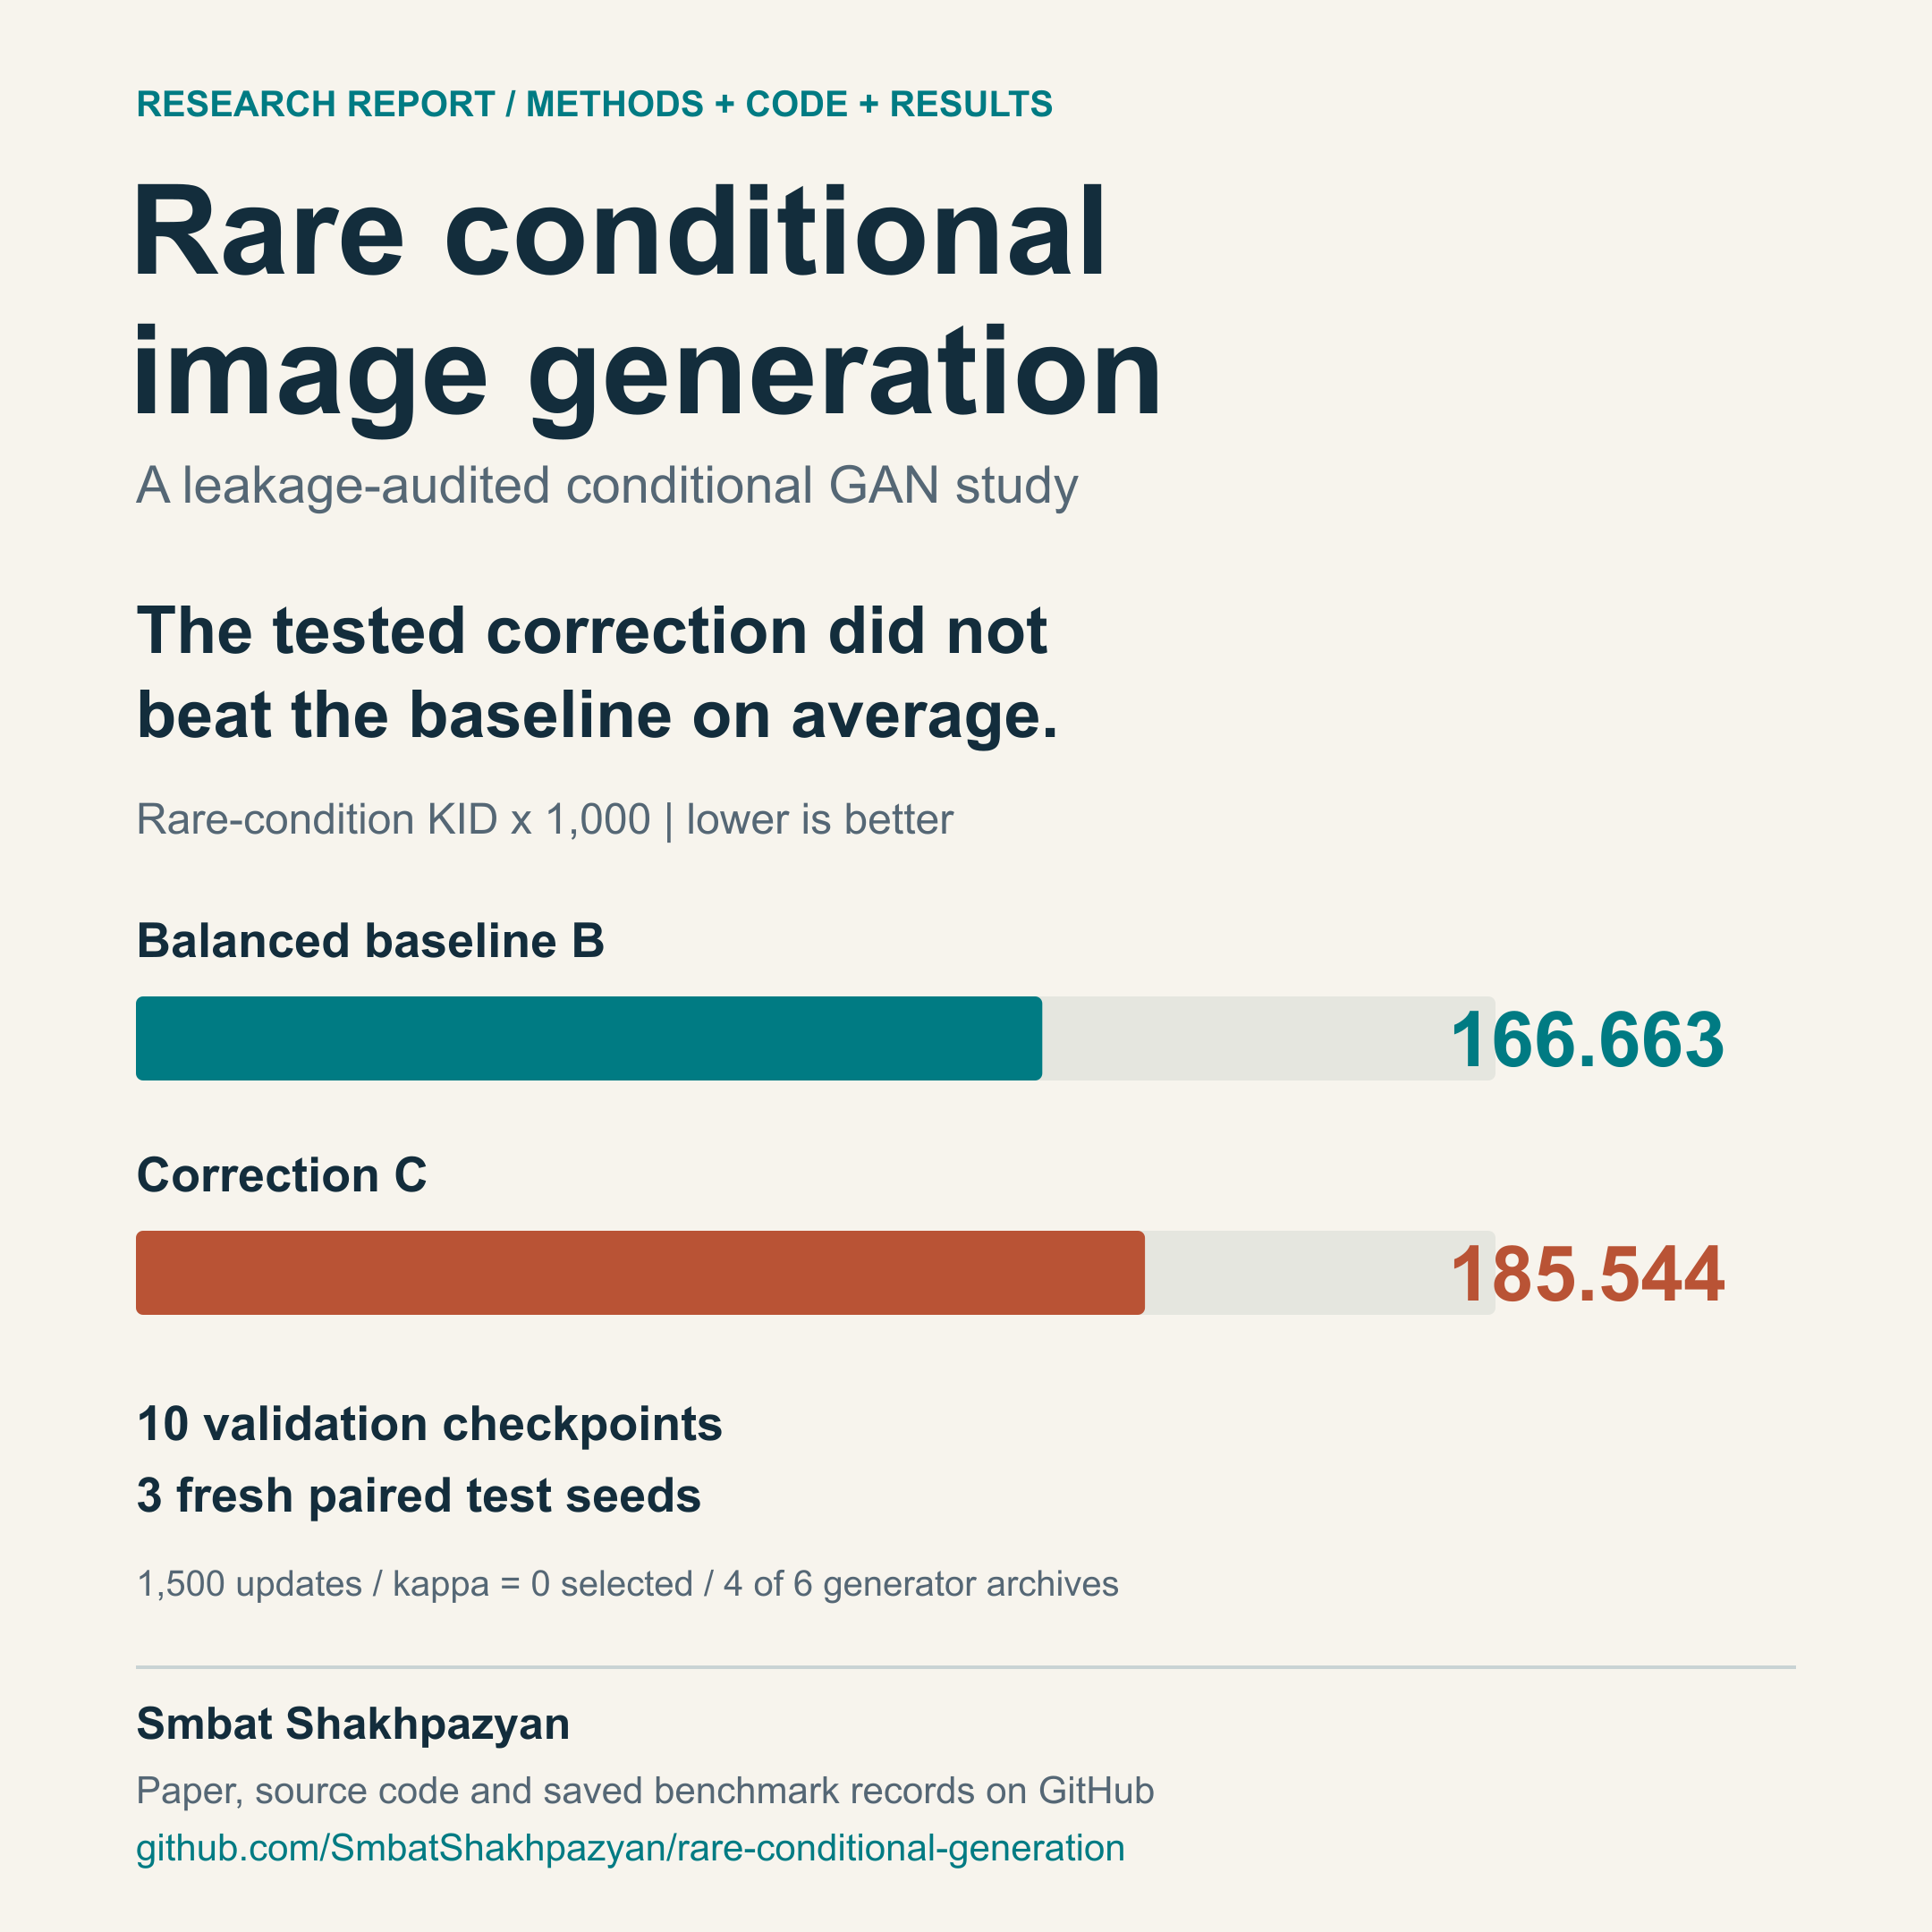 RESEARCH REPORT / METHODS + CODE + RESULTS
Rare conditional
image generation
A leakage-audited conditional GAN study
The tested correction did not
beat the baseline on average.
Rare-condition KID x 1,000 | lower is better
Balanced baseline B
166.663
Correction C
185.544
10 validation checkpoints
3 fresh paired test seeds
1,500 updates / kappa = 0 selected / 4 of 6 generator archives
Smbat Shakhpazyan
Paper, source code and saved benchmark records on GitHub
github.com/SmbatShakhpazyan/rare-conditional-generation